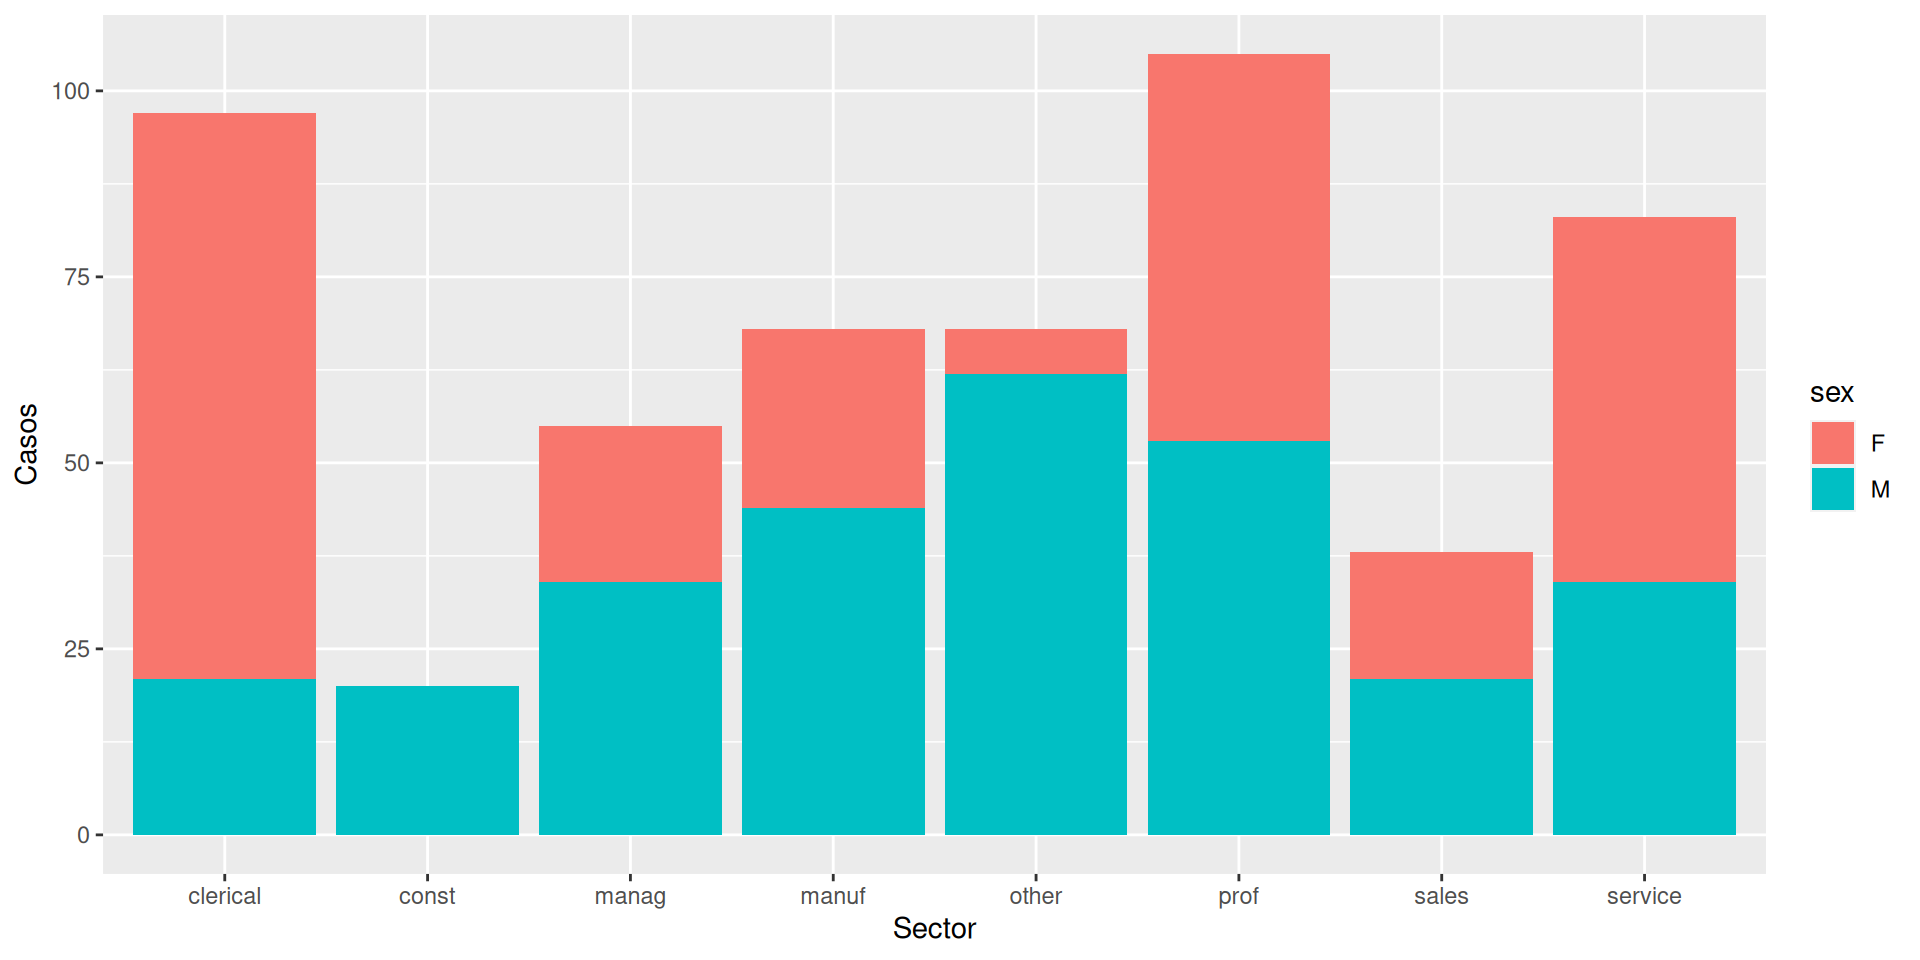 Casos
100
75
50
25
0
clerical const manag manuf other prof sales service
Sector
sex
F
M